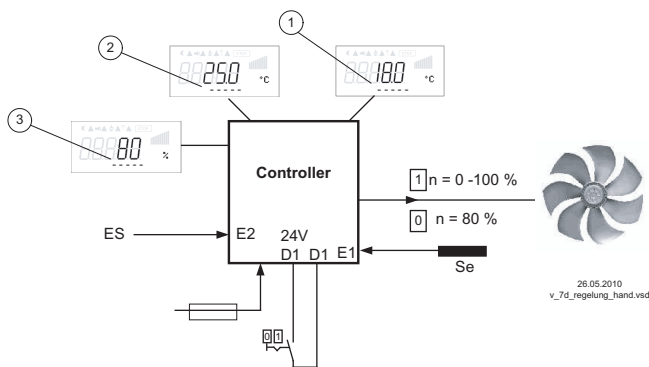 1
2
25.0 °C
18.0 °C
3
80 %
Controller
1 n = 0 -100 %
0 n = 80 %
ES
E2
24V
D1 D1 E1
Se
0 1
26.05.2010
v_7d_regelung_hand.vsd